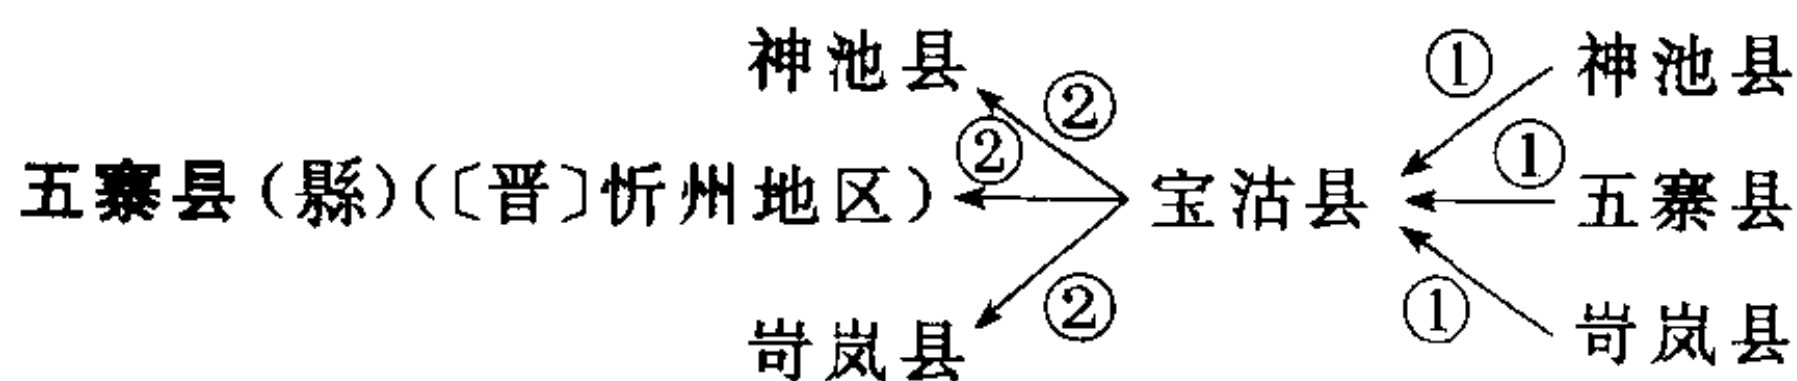 神池县 ① 神池县
②
② ①
五寨县(縣)(〔晋〕忻州地区) 宝沽县 五寨县
② ①
岢岚县 岢岚县